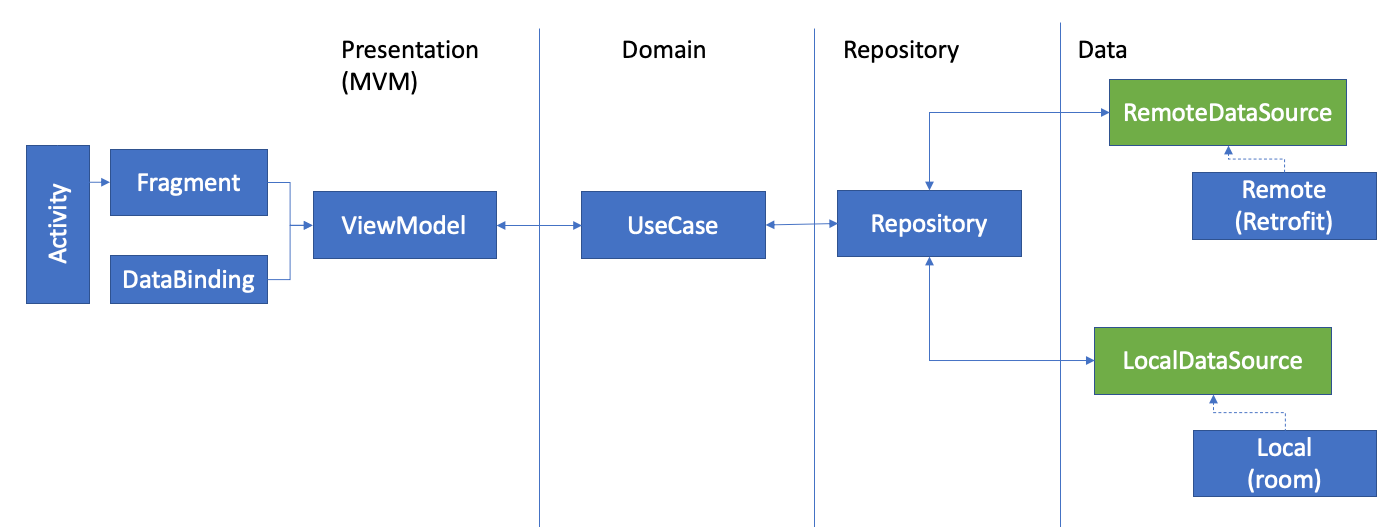 Presentation
(MVM)
Domain
Repository
Data
Activity
Fragment
DataBinding
ViewModel
UseCase
Repository
RemoteDataSource
Remote
(Retrofit)
LocalDataSource
Local
(room)